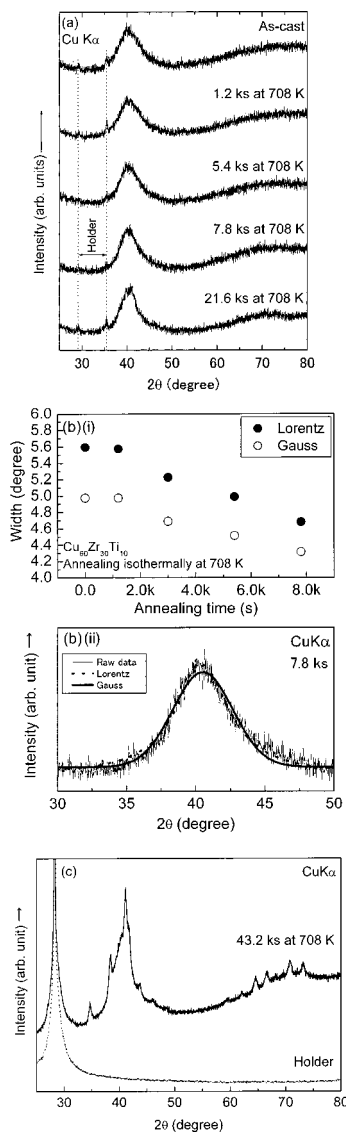 (a)
As-cast
Cu Kα
1.2 ks at 708 K
5.4 ks at 708 K
7.8 ks at 708 K
Holder
21.6 ks at 708 K
Intensity (arb. units) →
30 40 50 60 70 80
2θ (degree)
(b)(i)
Lorentz
Gauss
6.0
5.8
5.6
5.4
5.2
5.0
4.8
4.6
4.4
4.2
4.0
Width (degree)
Cu60Zr30Ti10
Annealing isothermally at 708 K
0.0 2.0k 4.0k 6.0k 8.0k
Annealing time (s)
(b)(ii)
CuKα
7.8 ks
Raw data
Lorentz
Gauss
Intensity (arb. unit) →
30 35 40 45 50
2θ (degree)
(c)
CuKα
43.2 ks at 708 K
Holder
Intensity (arb. unit) →
30 40 50 60 70 80
2θ (degree)